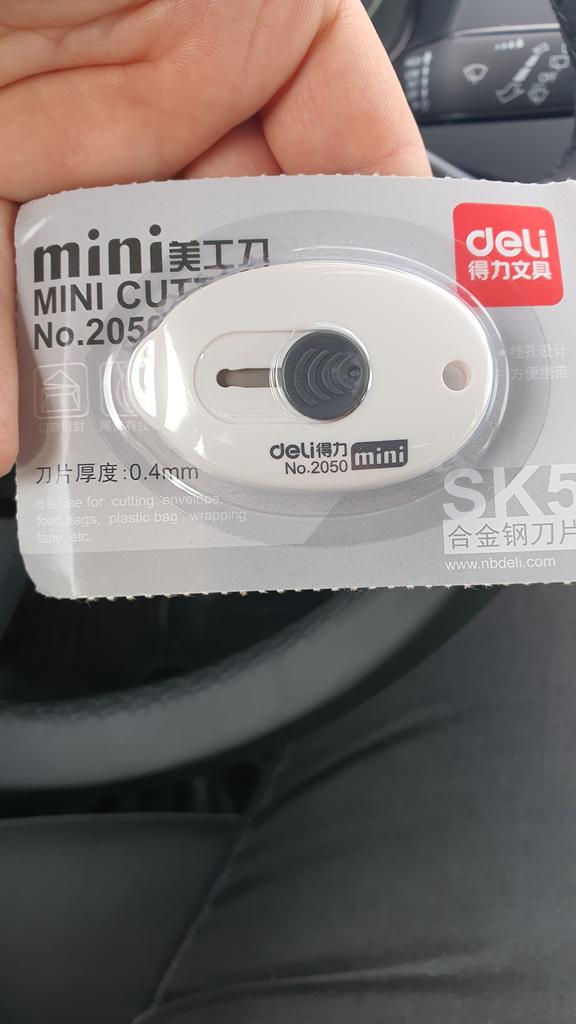 mini美工刀
MINI CUTTER
No.2050
deli
得力文具
挂孔设计
方便携带
deli得力
No.2050 mini
刀片厚度:0.4mm
It is use for cutting envelope,
food bags, plastic bag, wrapping
tape, etc.
SK5
合金钢刀片
www.nbdeli.com